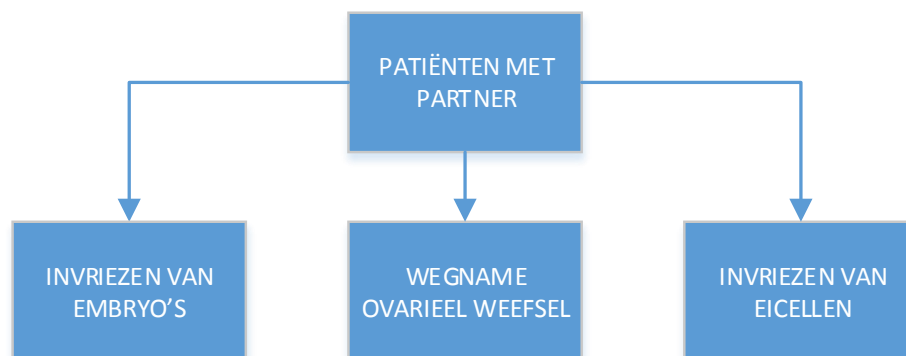 PATIËNTEN MET
PARTNER
INVRIEZEN VAN
EMBRYO’S
WEGNAME
OVARIEEL WEEFSEL
INVRIEZEN VAN
EICELLEN